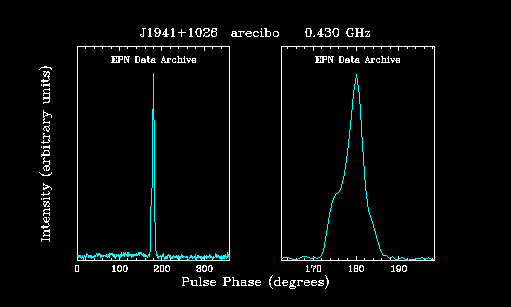 J1941+1026 arecibo 0.430 GHz
EPN Data Archive
EPN Data Archive
Intensity (arbitrary units)
0 100 200 300
170 180 190
Pulse Phase (degrees)